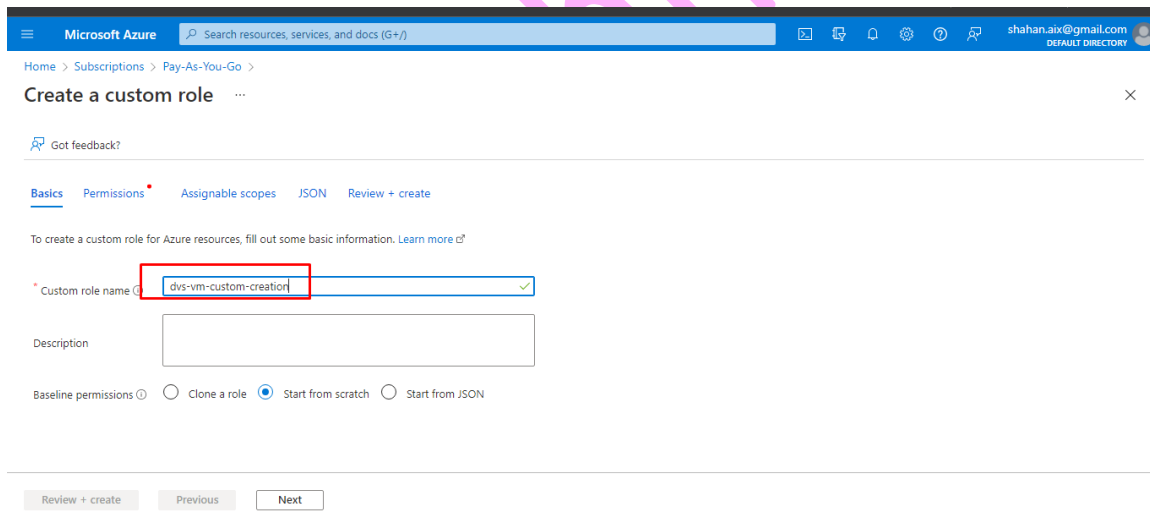 Microsoft Azure
Search resources, services, and docs (G+/)
shahan.aix@gmail.com
DEFAULT DIRECTORY
Home > Subscriptions > Pay-As-You-Go >
Create a custom role ...
Got feedback?
Basics Permissions Assignable scopes JSON Review + create
To create a custom role for Azure resources, fill out some basic information. Learn more
* Custom role name dvs-vm-custom-creation
Description
Baseline permissions Clone a role Start from scratch Start from JSON
Review + create Previous Next